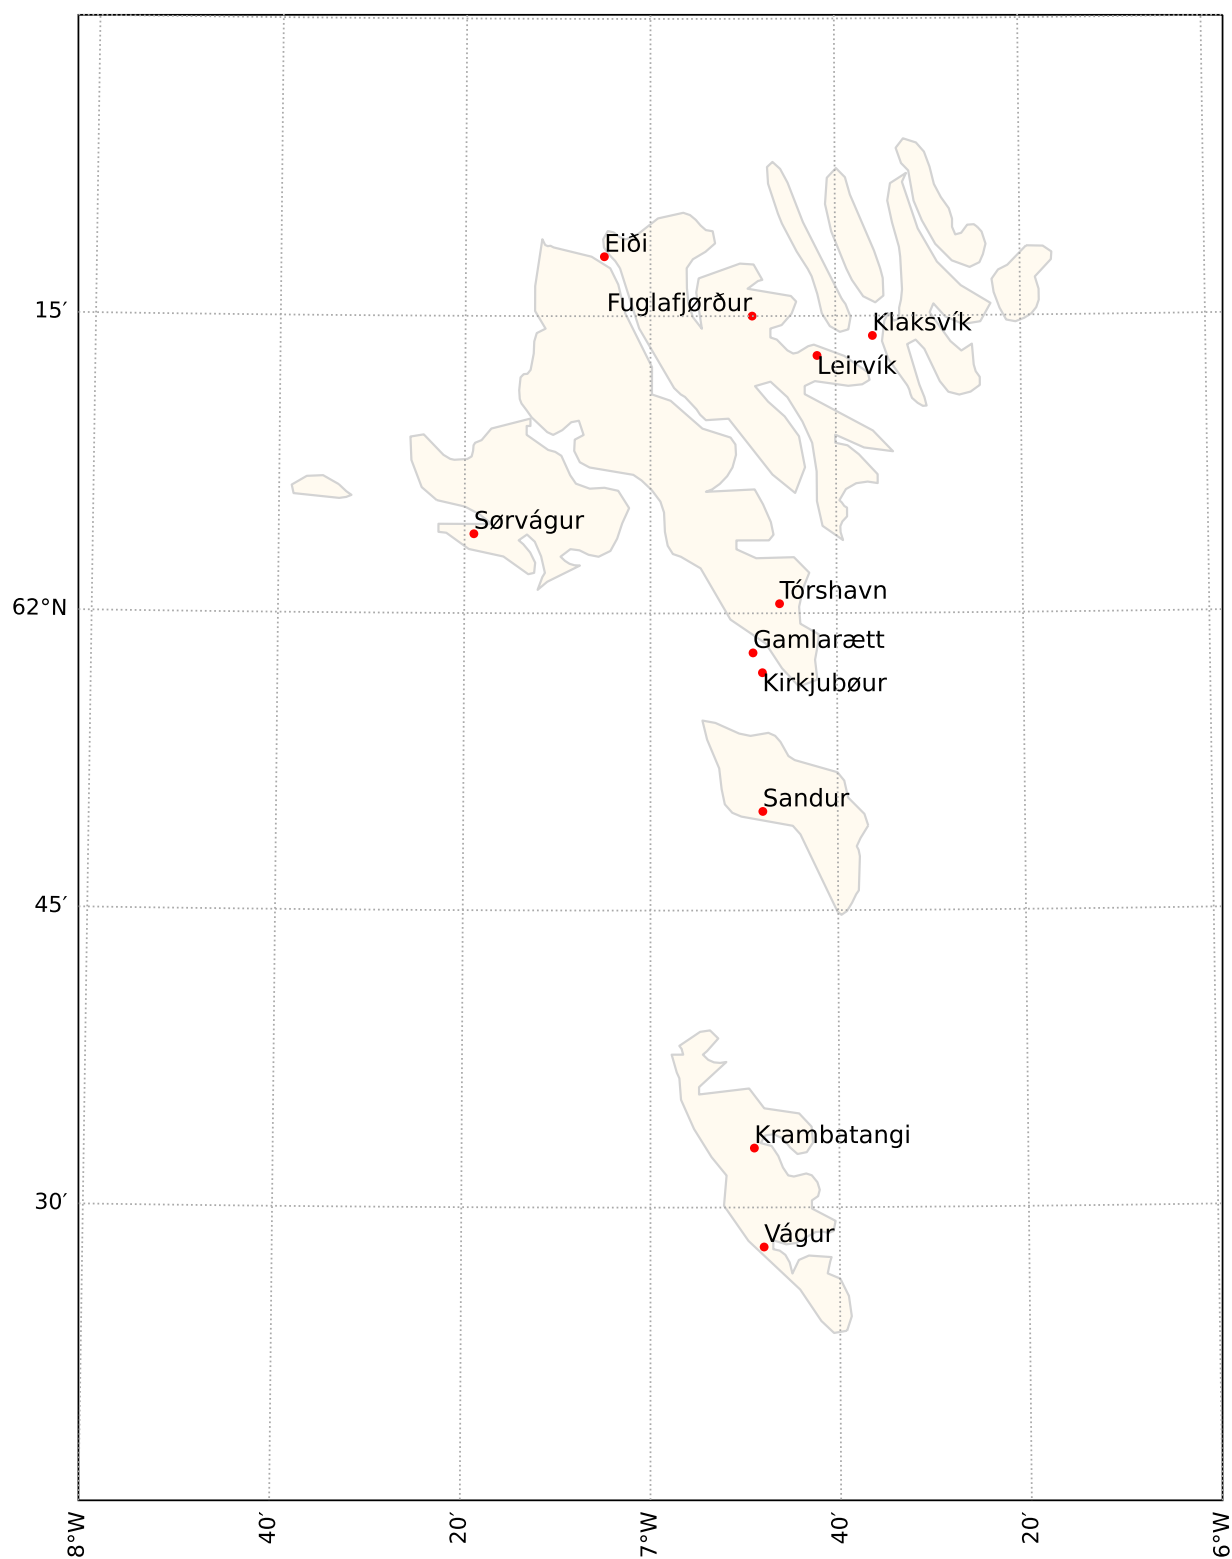 Eiði
Fuglafjørður
15′
Klaksvík
Leirvík
Sørvágur
Tórshavn
62°N
Gamlarætt
Kirkjubøur
Sandur
45′
Krambatangi
30′
Vágur
8°W
40′
20′
7°W
40′
20′
6°W